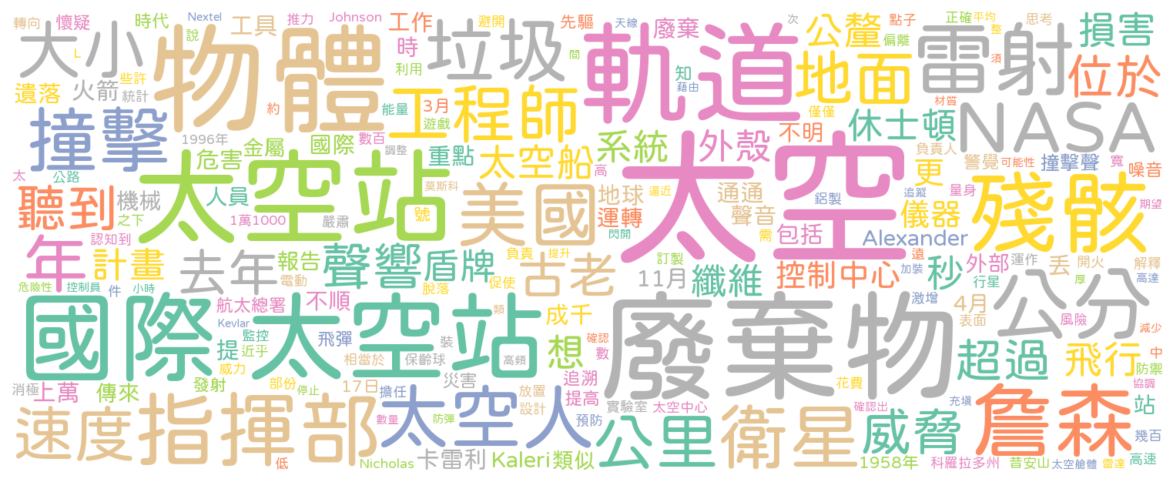 轉向 Nextel 時代 懷疑 推力 Johnson 工作 先驅 點子 正確 平均 次 思考
大小 說 工具 避開 天線 廢棄 公釐 偏離 整 損害
物體 垃圾 時 軌道 地面 雷射 位於
L 些許 間 利用 知 藉由 須
遺落 火箭 統計 約 能量 3月 工程師 僅僅 材質 NASA
撞擊 1996年 數百 遊戲 系統 外殼 不明 休士頓 負責人
危害 金屬 國際 調整 重點 太空船 高 警覺 可能性 撞擊聲 寬 噪音
太 公路 太空站 莫斯科 逼近 太空 更 追蹤 量身 期望
聽到 機械 人員 號 美國 地球 通通 鋁製 殘骸
之下 1萬1000 嚴肅 運轉 聲音 需 儀器
年 認知到 閃開 包括 Alexander 遠
計畫 去年 報告 聲響 盾牌 負責 提升 訂製 秒 外部 運作 丟 開火 解釋
危險性 控制員 件 小時 電動 促使 古老 11月 纖維 控制中心 加裝 行星 厚 高達
航太總署 不順 脫落 激增 4月 公分
國際太空站 Kevlar 監控 飛彈 裝 類 成千 確認 廢棄物 表面 風險 減少
提 近乎 相當於 保齡球 高頻 想 數 超過 飛行 中 防禦
消極 上萬 傳來 威力 發射 部份 停止 17日 擔任 災害 追溯 花費 協調
速度 指揮部 放置 提高 實驗室 太空中心 確認出 充填 站
太空人 設計 預防 公里 衛星 威脅 詹森 幾百
數量 防彈
低 Nicholas 卡雷利 Kaleri 類似 1958年 科羅拉多州 昔安山 太空艙體 雷達 高速